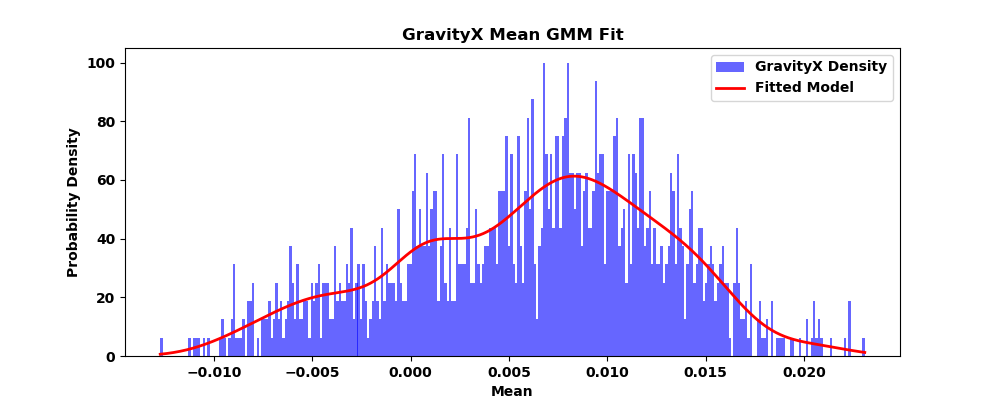 GravityX Mean GMM Fit
GravityX Density
Fitted Model
Probability Density
100
80
60
40
20
0
−0.010
−0.005
0.000
0.005
0.010
0.015
0.020
Mean